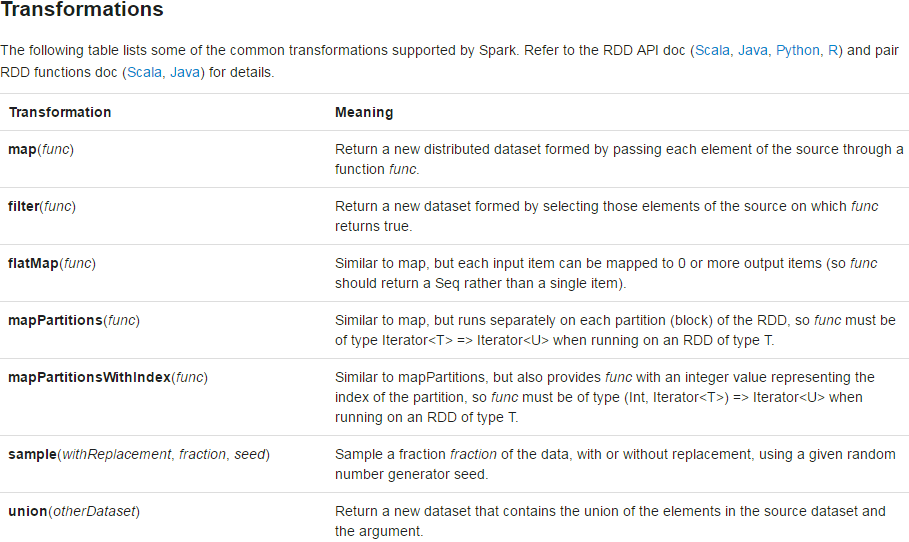 Transformations
The following table lists some of the common transformations supported by Spark. Refer to the RDD API doc (Scala, Java, Python, R) and pair
RDD functions doc (Scala, Java) for details.
Transformation Meaning
map(func) Return a new distributed dataset formed by passing each element of the source through a
function func.
filter(func) Return a new dataset formed by selecting those elements of the source on which func
returns true.
flatMap(func) Similar to map, but each input item can be mapped to 0 or more output items (so func
should return a Seq rather than a single item).
mapPartitions(func) Similar to map, but runs separately on each partition (block) of the RDD, so func must be
of type Iterator<T> => Iterator<U> when running on an RDD of type T.
mapPartitionsWithIndex(func) Similar to mapPartitions, but also provides func with an integer value representing the
index of the partition, so func must be of type (Int, Iterator<T>) => Iterator<U> when
running on an RDD of type T.
sample(withReplacement, fraction, seed) Sample a fraction fraction of the data, with or without replacement, using a given random
number generator seed.
union(otherDataset) Return a new dataset that contains the union of the elements in the source dataset and
the argument.